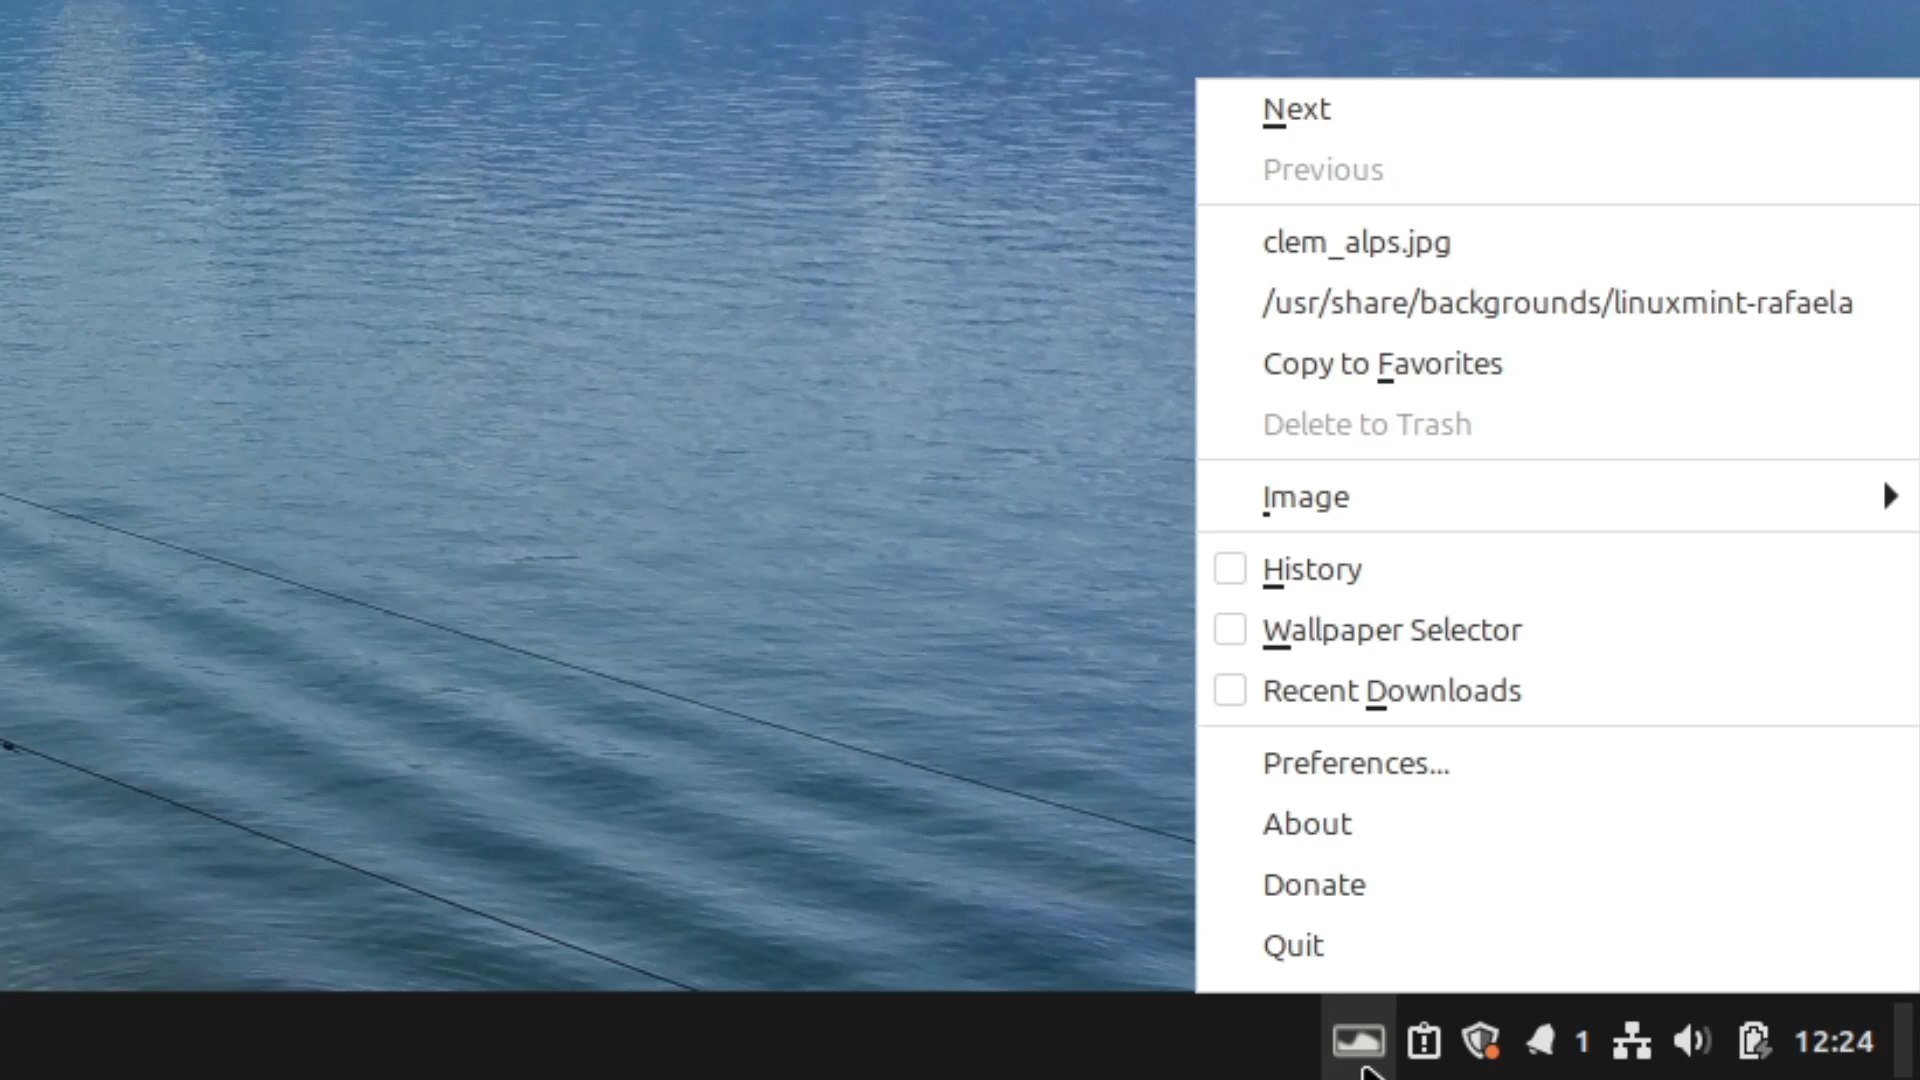 Next
Previous
clem_alps.jpg
/usr/share/backgrounds/linuxmint-rafaela
Copy to Favorites
Delete to Trash
Image
History
Wallpaper Selector
Recent Downloads
Preferences...
About
Donate
Quit
1
12:24